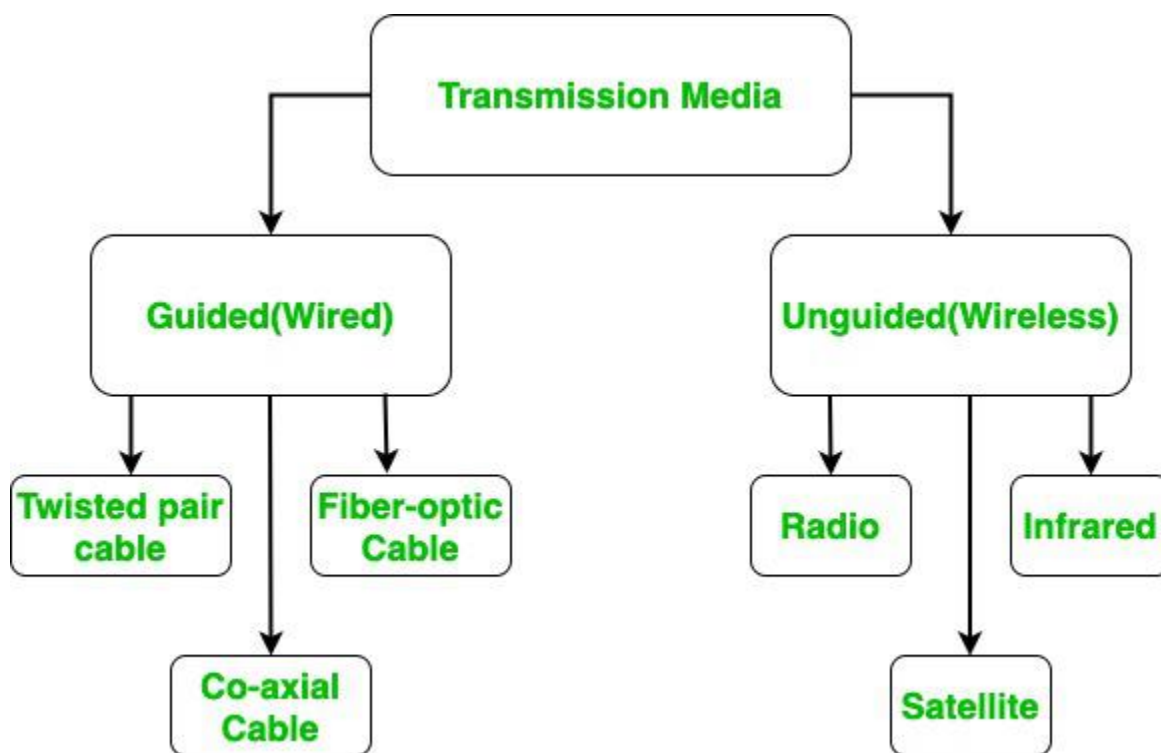 Transmission Media
Guided(Wired)
Unguided(Wireless)
Twisted pair
cable
Fiber-optic
Cable
Radio
Infrared
Co-axial
Cable
Satellite